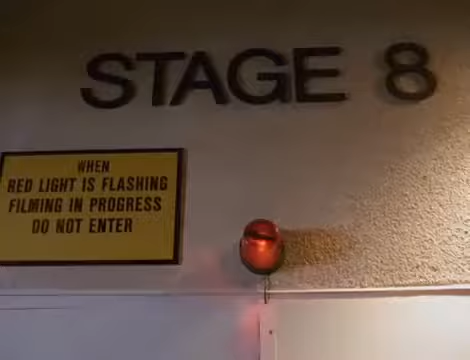 STAGE 8
WHEN
RED LIGHT IS FLASHING
FILMING IN PROGRESS
DO NOT ENTER